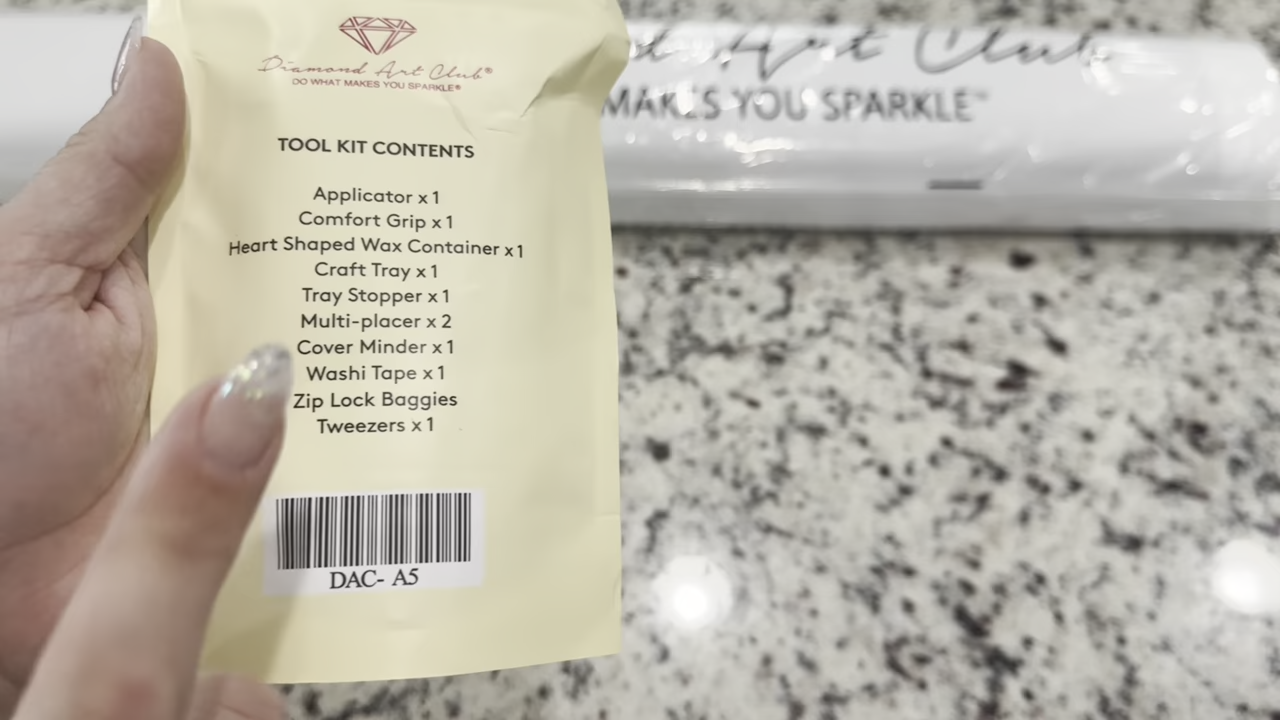 Diamond Art Club®
DO WHAT MAKES YOU SPARKLE®
TOOL KIT CONTENTS
Applicator x 1
Comfort Grip x 1
Heart Shaped Wax Container x 1
Craft Tray x 1
Tray Stopper x 1
Multi-placer x 2
Cover Minder x 1
Washi Tape x 1
Zip Lock Baggies
Tweezers x 1
DAC- A5
d Art Club
MAKES YOU SPARKLE™